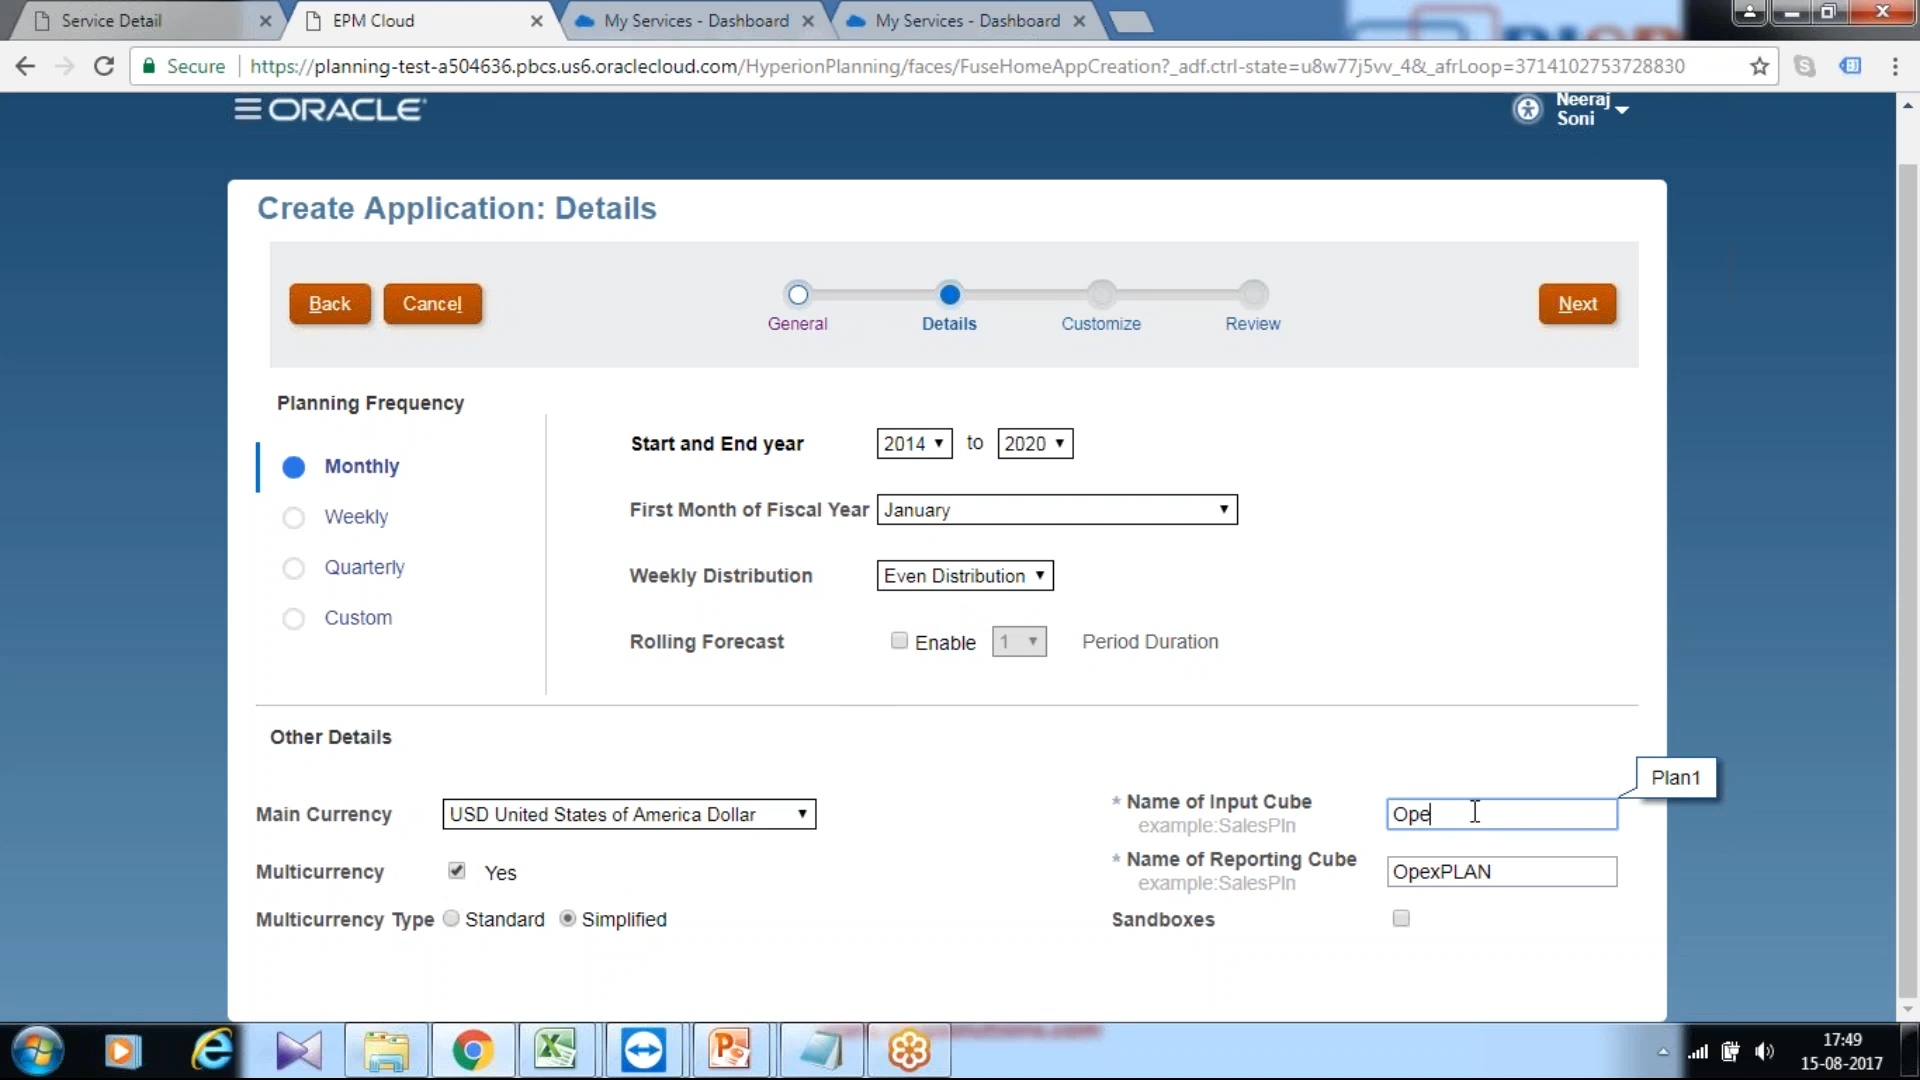 Service Detail
EPM Cloud
My Services - Dashboard
My Services - Dashboard
Secure
https://planning-test-a504636.pbcs.us6.oraclecloud.com/HyperionPlanning/faces/FuseHomeAppCreation?_adf.ctrl-state=u8w77j5vv_4&_afrLoop=3714102753728830
ORACLE
Neeraj
Soni
Create Application: Details
Back
Cancel
General
Details
Customize
Review
Next
Planning Frequency
Monthly
Weekly
Quarterly
Custom
Start and End year
2014
to
2020
First Month of Fiscal Year
January
Weekly Distribution
Even Distribution
Rolling Forecast
Enable
1
Period Duration
Other Details
Plan1
Main Currency
USD United States of America Dollar
* Name of Input Cube
example:SalesPln
Ope
Multicurrency
Yes
* Name of Reporting Cube
example:SalesPln
OpexPLAN
Multicurrency Type
Standard
Simplified
Sandboxes
17:49
15-08-2017